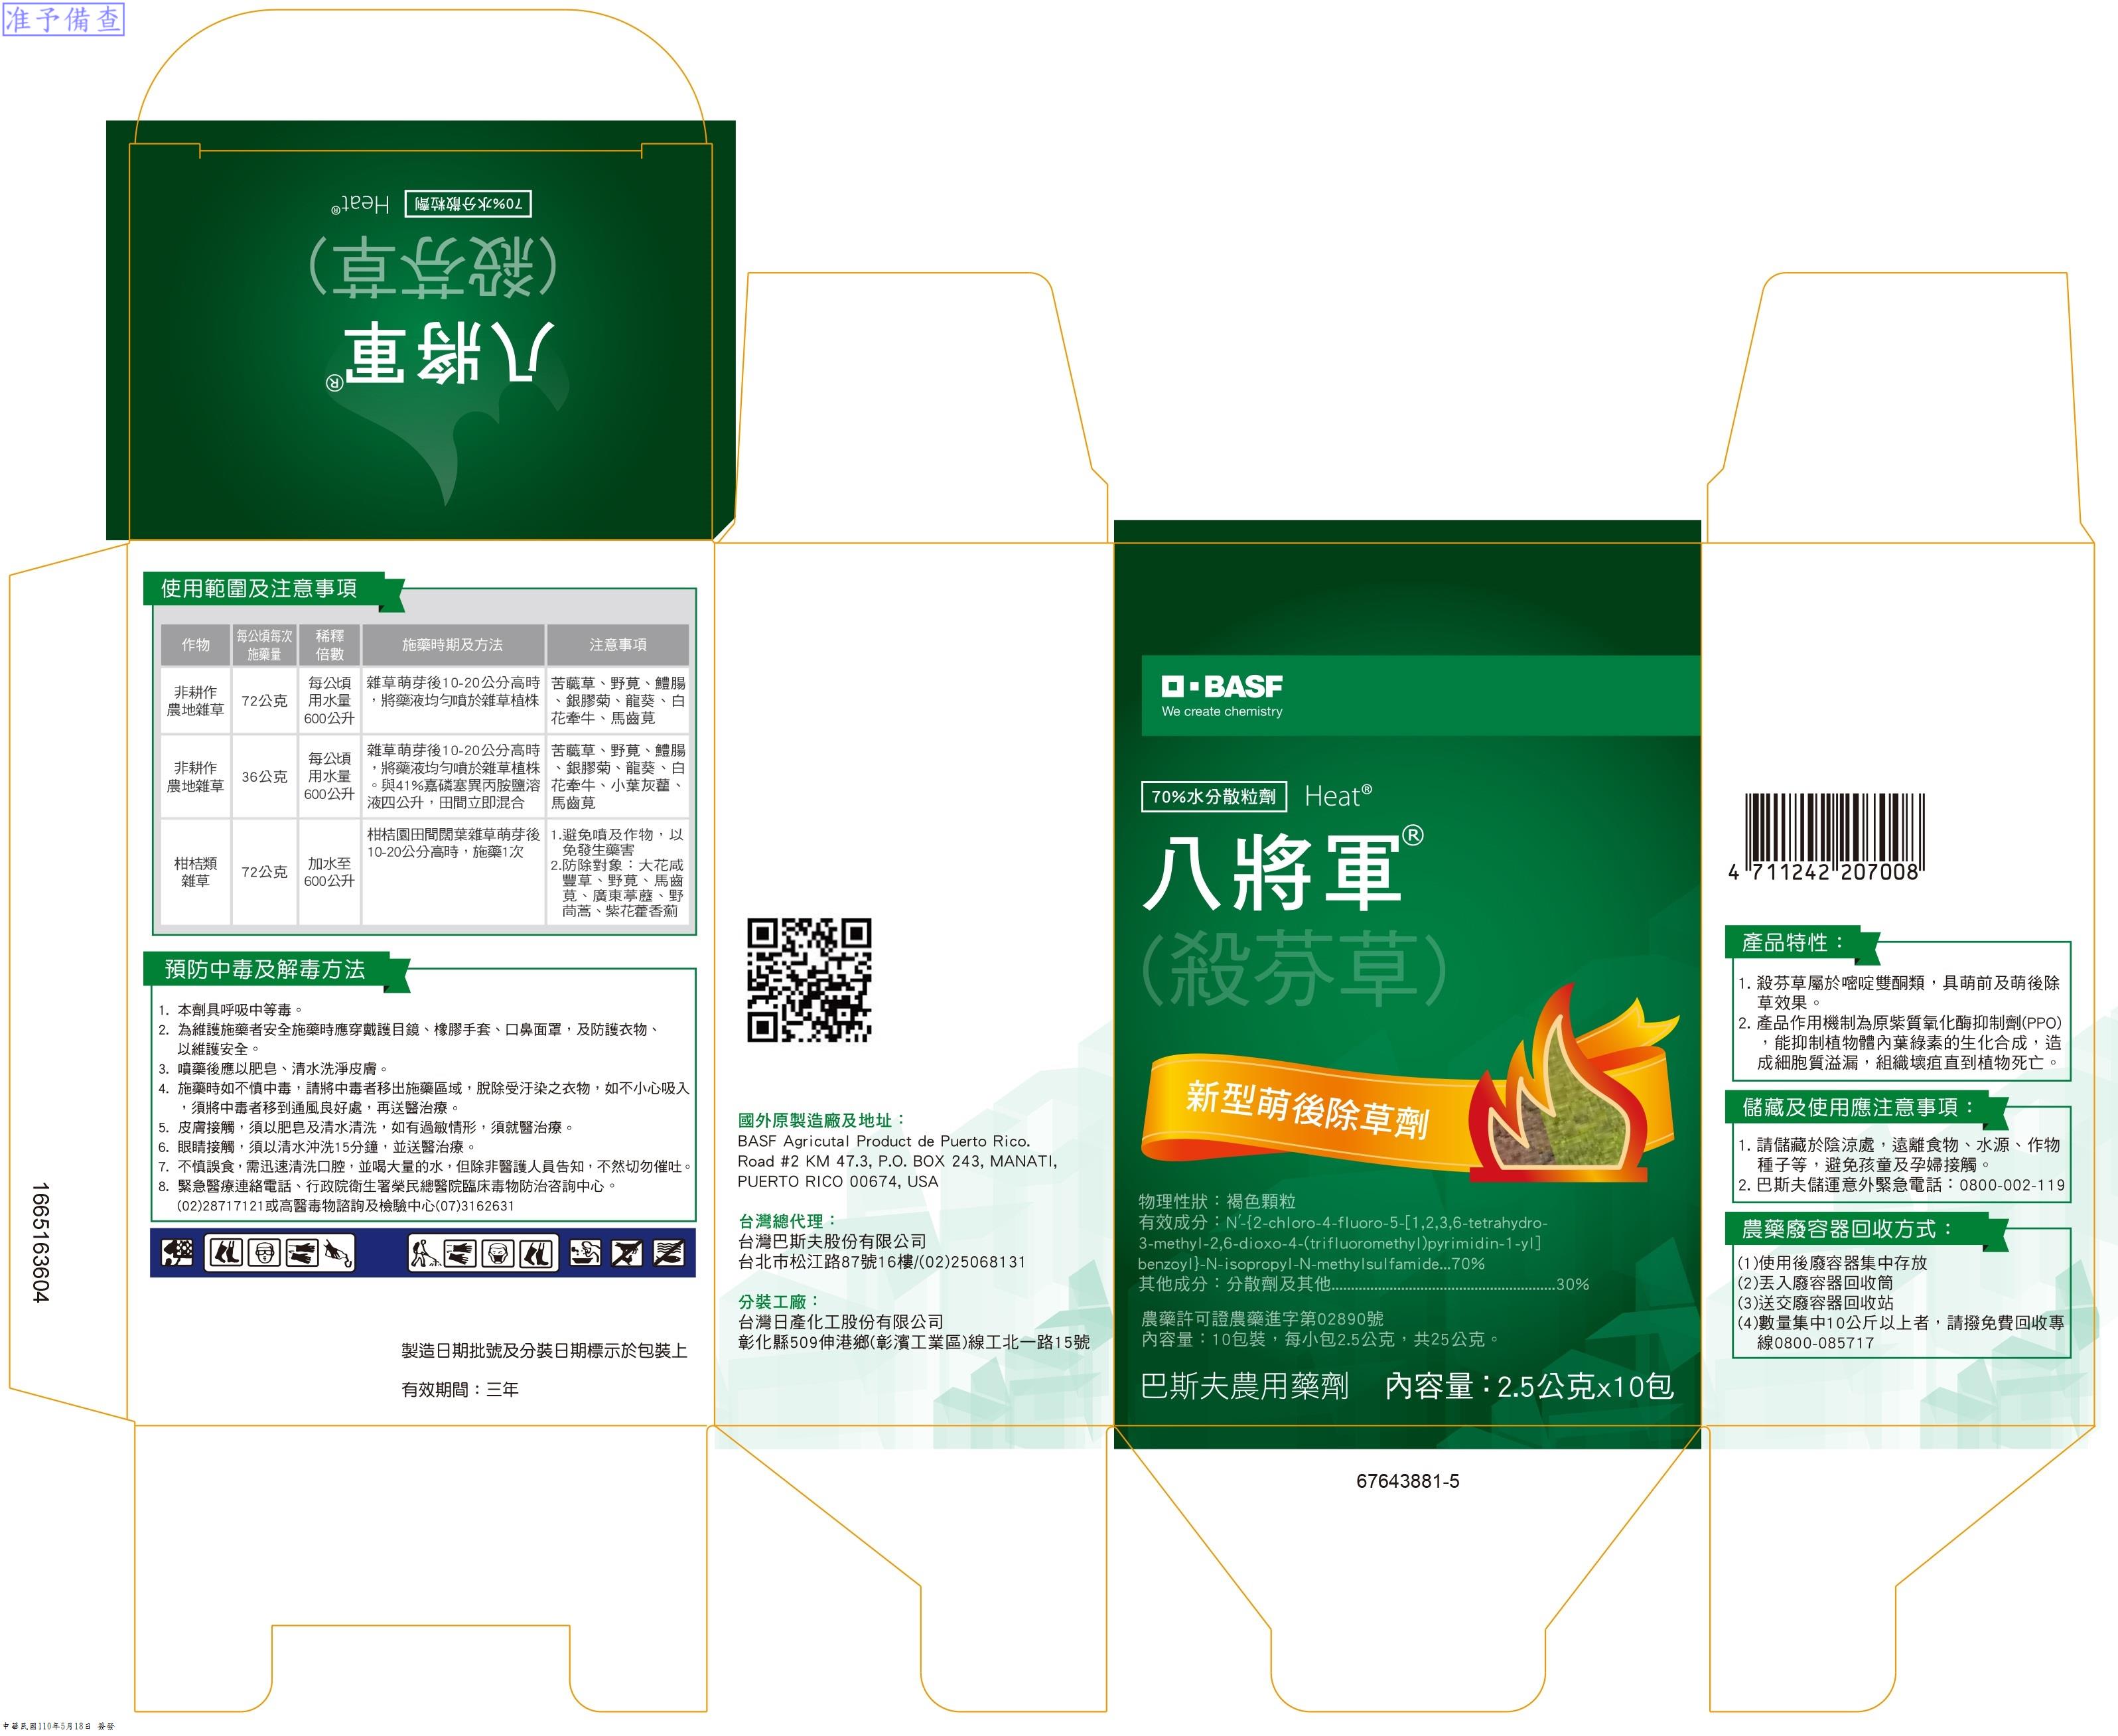 准予備查
70%水分散粒劑 Heat®
(殺芬草)
八將軍®
使用範圍及注意事項
作物 每公頃每次施藥量 稀釋倍數 施藥時期及方法 注意事項
非耕作
農地雜草
72公克
每公頃
用水量
600公升
雜草萌芽後10-20公分高時
，將藥液均勻噴於雜草植株
苦職草、野莧、鱧腸
、銀膠菊、龍葵、白
花牽牛、馬齒莧
非耕作
農地雜草
36公克
每公頃
用水量
600公升
雜草萌芽後10-20公分高時
，將藥液均勻噴於雜草植株
。與41%嘉磷塞異丙胺鹽溶
液四公升，田間立即混合
苦職草、野莧、鱧腸
、銀膠菊、龍葵、白
花牽牛、小葉灰藋、
馬齒莧
柑桔類
雜草
72公克
加水至
600公升
柑桔園田間闊葉雜草萌芽後
10-20公分高時，施藥1次
1.避免噴及作物，以
免發生藥害
2.防除對象：大花咸
豐草、野莧、馬齒
莧、廣東葶藶、野
茼蒿、紫花藿香薊
預防中毒及解毒方法
1. 本劑具呼吸中等毒。
2. 為維護施藥者安全施藥時應穿戴護目鏡、橡膠手套、口鼻面罩，及防護衣物、
以維護安全。
3. 噴藥後應以肥皂、清水洗淨皮膚。
4. 施藥時如不慎中毒，請將中毒者移出施藥區域，脫除受汙染之衣物，如不小心吸入
，須將中毒者移到通風良好處，再送醫治療。
5. 皮膚接觸，須以肥皂及清水清洗，如有過敏情形，須就醫治療。
6. 眼睛接觸，須以清水沖洗15分鐘，並送醫治療。
7. 不慎誤食，需迅速清洗口腔，並喝大量的水，但除非醫護人員告知，不然切勿催吐。
8. 緊急醫療連絡電話、行政院衛生署榮民總醫院臨床毒物防治咨詢中心。
(02)28717121或高醫毒物諮詢及檢驗中心(07)3162631
製造日期批號及分裝日期標示於包裝上
有效期間：三年
1665163604
國外原製造廠及地址：
BASF Agricutal Product de Puerto Rico.
Road #2 KM 47.3, P.O. BOX 243, MANATI,
PUERTO RICO 00674, USA
台灣總代理：
台灣巴斯夫股份有限公司
台北市松江路87號16樓/(02)25068131
分裝工廠：
台灣日產化工股份有限公司
彰化縣509伸港鄉(彰濱工業區)線工北一路15號
BASF
We create chemistry
70%水分散粒劑 Heat®
八將軍®
(殺芬草)
新型萌後除草劑
物理性狀：褐色顆粒
有效成分：N′-{2-chloro-4-fluoro-5-[1,2,3,6-tetrahydro-
3-methyl-2,6-dioxo-4-(trifluoromethyl)pyrimidin-1-yl]
benzoyl}-N-isopropyl-N-methylsulfamide...70%
其他成分：分散劑及其他..........................................................30%
農藥許可證農藥進字第02890號
內容量：10包裝，每小包2.5公克，共25公克。
巴斯夫農用藥劑 內容量：2.5公克x10包
67643881-5
4 711242 207008
產品特性：
1. 殺芬草屬於嘧啶雙酮類，具萌前及萌後除
草效果。
2. 產品作用機制為原紫質氧化酶抑制劑(PPO)
，能抑制植物體內葉綠素的生化合成，造
成細胞質溢漏，組織壞疽直到植物死亡。
儲藏及使用應注意事項：
1. 請儲藏於陰涼處，遠離食物、水源、作物
種子等，避免孩童及孕婦接觸。
2. 巴斯夫儲運意外緊急電話：0800-002-119
農藥廢容器回收方式：
(1)使用後廢容器集中存放
(2)丟入廢容器回收筒
(3)送交廢容器回收站
(4)數量集中10公斤以上者，請撥免費回收專
線0800-085717
中華民國110年5月18日 簽發